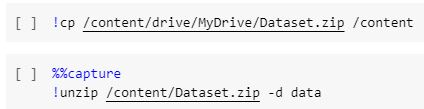 [ ] !cp /content/drive/MyDrive/Dataset.zip /content
[ ] %%capture
!unzip /content/Dataset.zip -d data